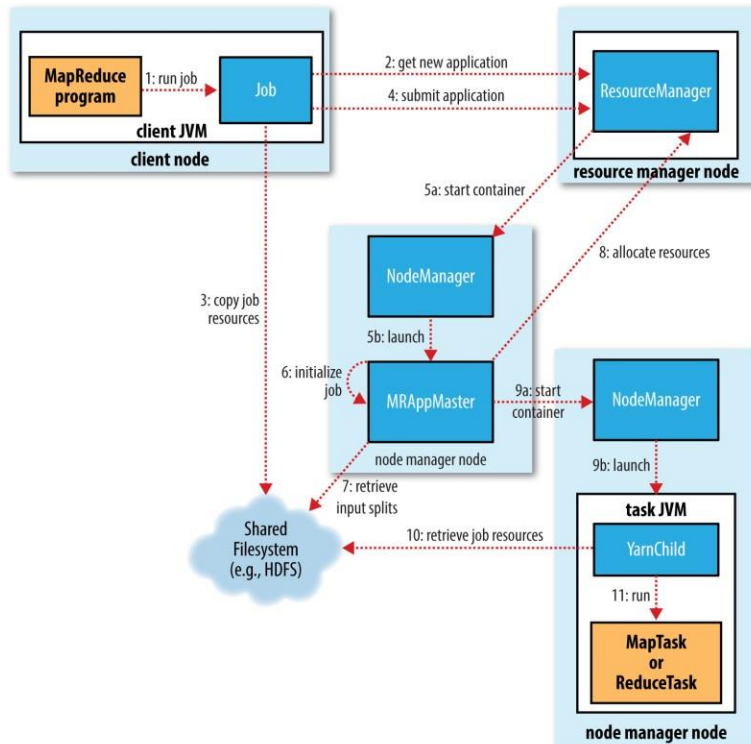 MapReduce
program
1: run job
Job
client JVM
client node
2: get new application
4: submit application
ResourceManager
resource manager node
3: copy job
resources
5a: start container
NodeManager
5b: launch
6: initialize
job
MRAppMaster
node manager node
7: retrieve
input splits
8: allocate resources
9a: start
container
NodeManager
9b: launch
task JVM
YarnChild
10: retrieve job resources
Shared
Filesystem
(e.g., HDFS)
11: run
MapTask
or
ReduceTask
node manager node